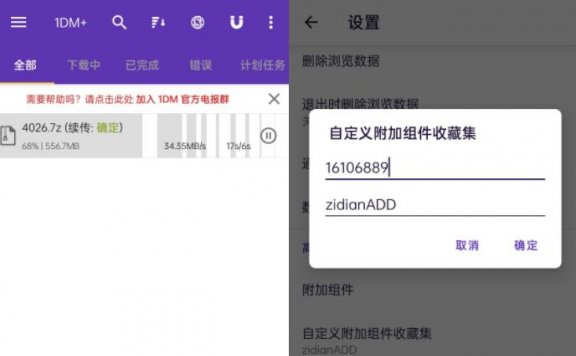 1DM+
全部
下载中
已完成
错误
计划任务
需要帮助吗？请点击此处 加入 1DM 官方电报群
4026.7z (续传: 确定)
68% | 556.7MB
34.35MB/s
17s/6s
设置
删除浏览数据
退出时删除浏览数据
自定义附加组件收藏集
16106889
zidianADD
取消
确定
附加组件
自定义附加组件收藏集
zidianADD